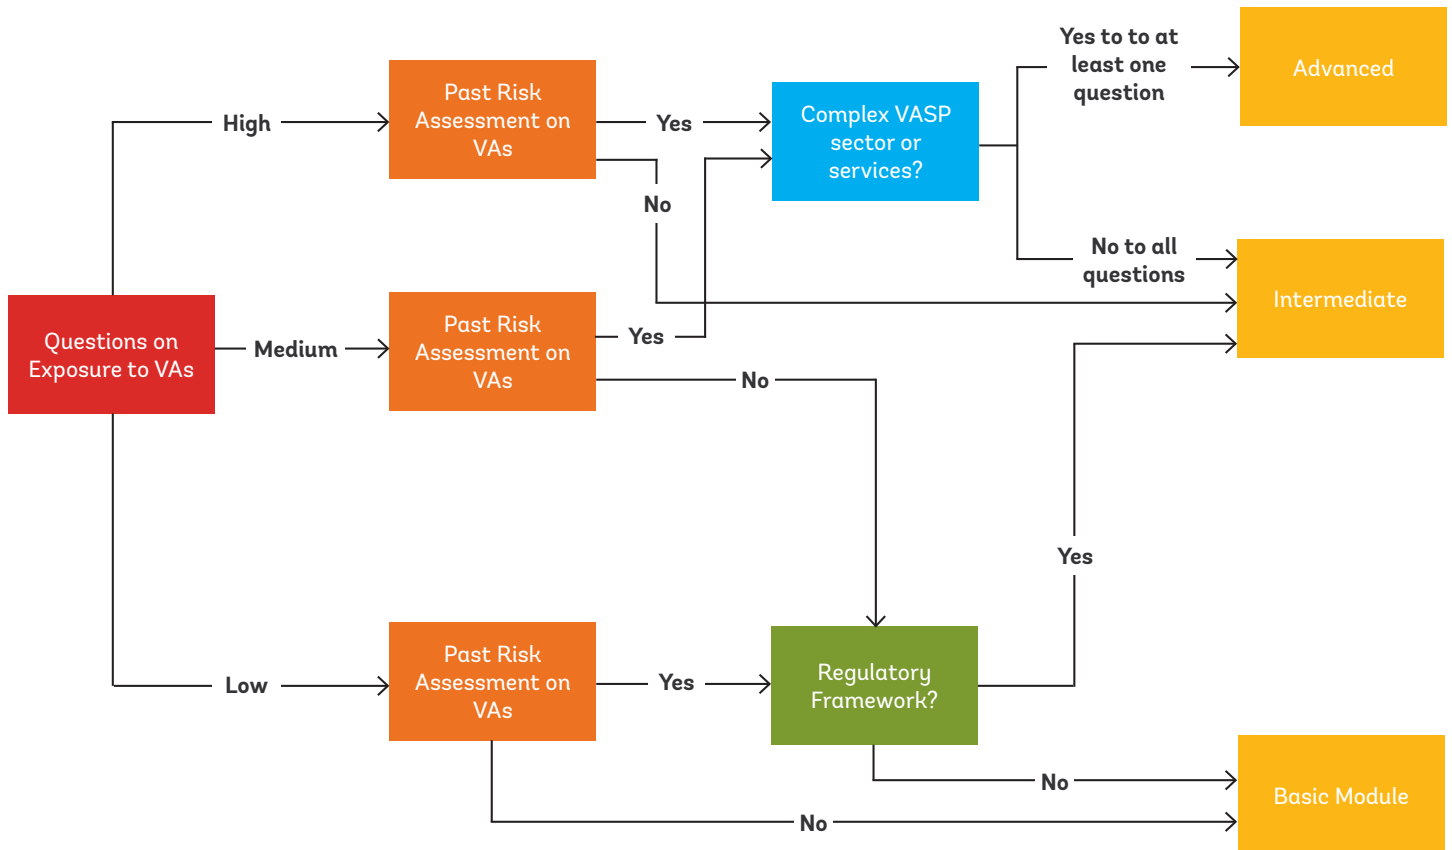 Yes to to at
least one
question
Advanced
Past Risk
Assessment on
VAs
High
Yes
Complex VASP
sector or
services?
No
No to all
questions
Intermediate
Questions on
Exposure to VAs
Medium
Past Risk
Assessment on
VAs
Yes
No
Yes
Low
Past Risk
Assessment on
VAs
Yes
Regulatory
Framework?
No
Basic Module
No